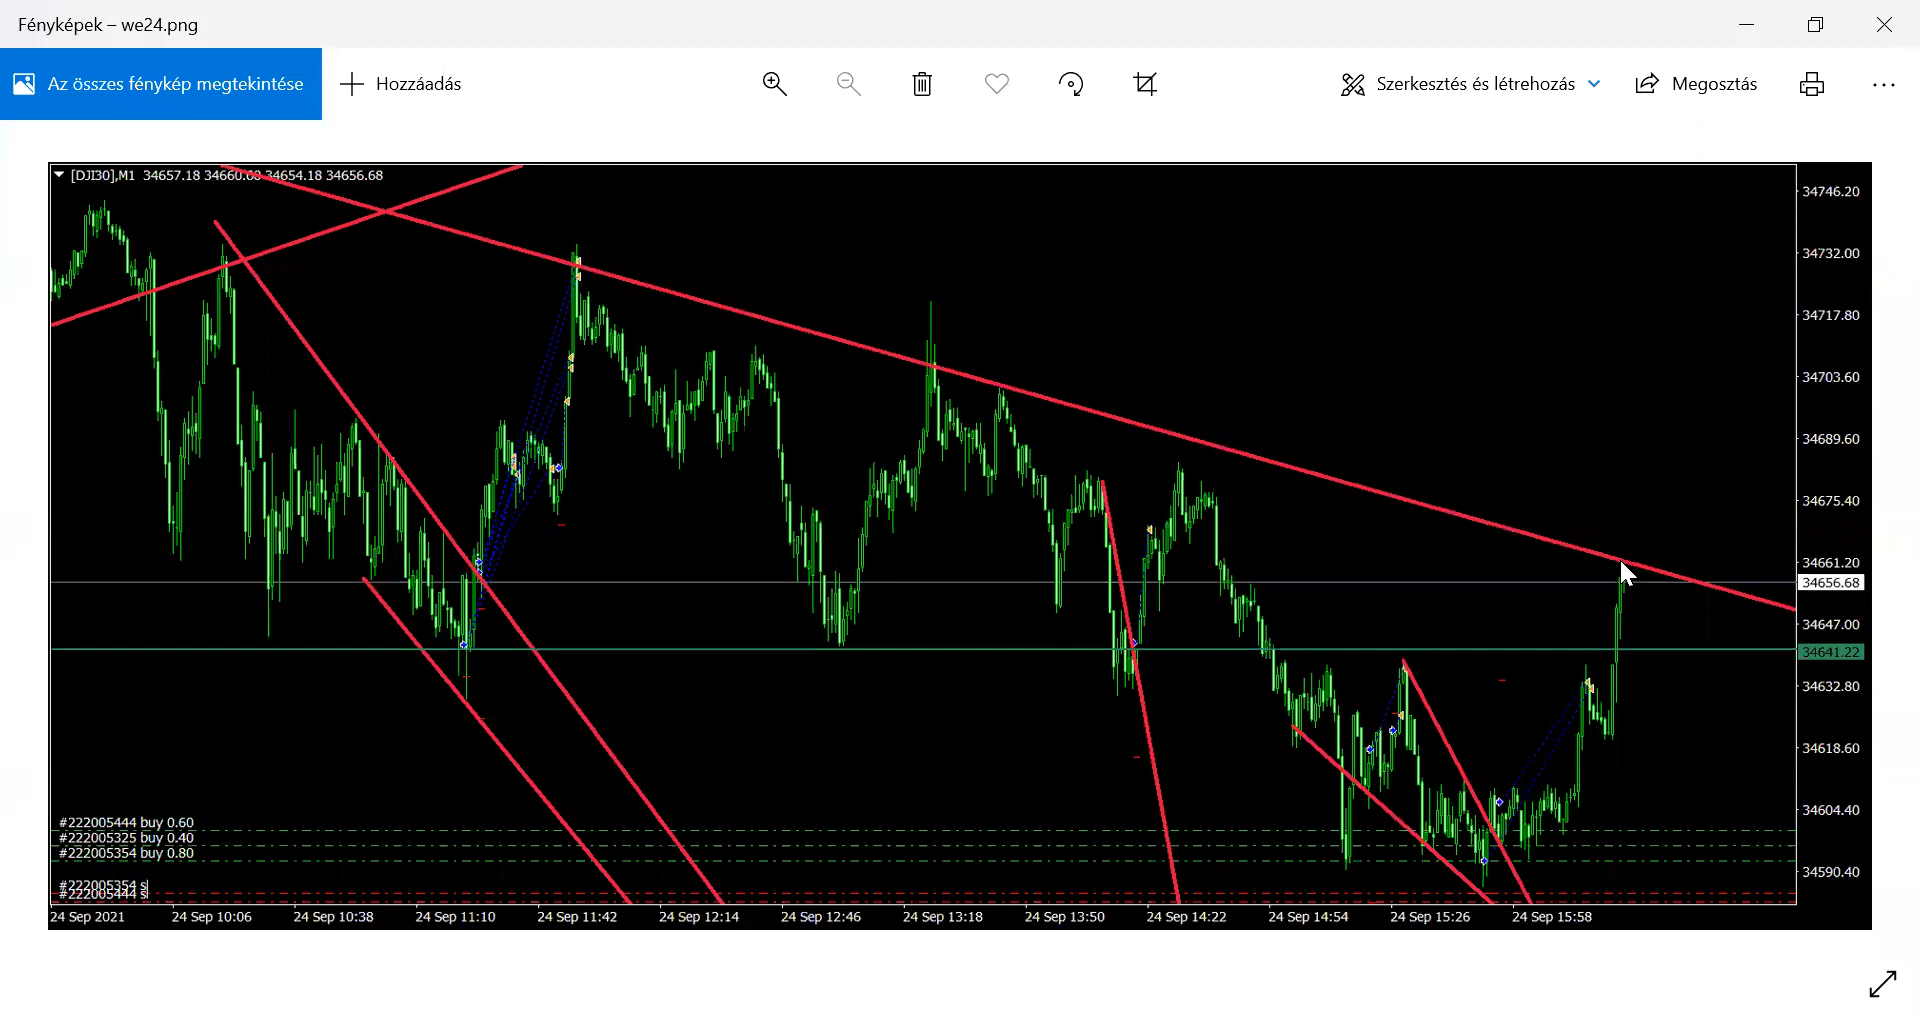 Fényképek – we24.png
Az összes fénykép megtekintése
Hozzáadás
Szerkesztés és létrehozás
Megosztás
[DJI30],M1 34657.18 34660.68 34654.18 34656.68
34746.20
34732.00
34717.80
34703.60
34689.60
34675.40
34661.20
34656.68
34647.00
34641.22
34632.80
34618.60
34604.40
34590.40
#222005444 buy 0.60
#222005325 buy 0.40
#222005354 buy 0.80
#222005354 sl
#222005444 sl
24 Sep 2021 24 Sep 10:06 24 Sep 10:38 24 Sep 11:10 24 Sep 11:42 24 Sep 12:14 24 Sep 12:46 24 Sep 13:18 24 Sep 13:50 24 Sep 14:22 24 Sep 14:54 24 Sep 15:26 24 Sep 15:58